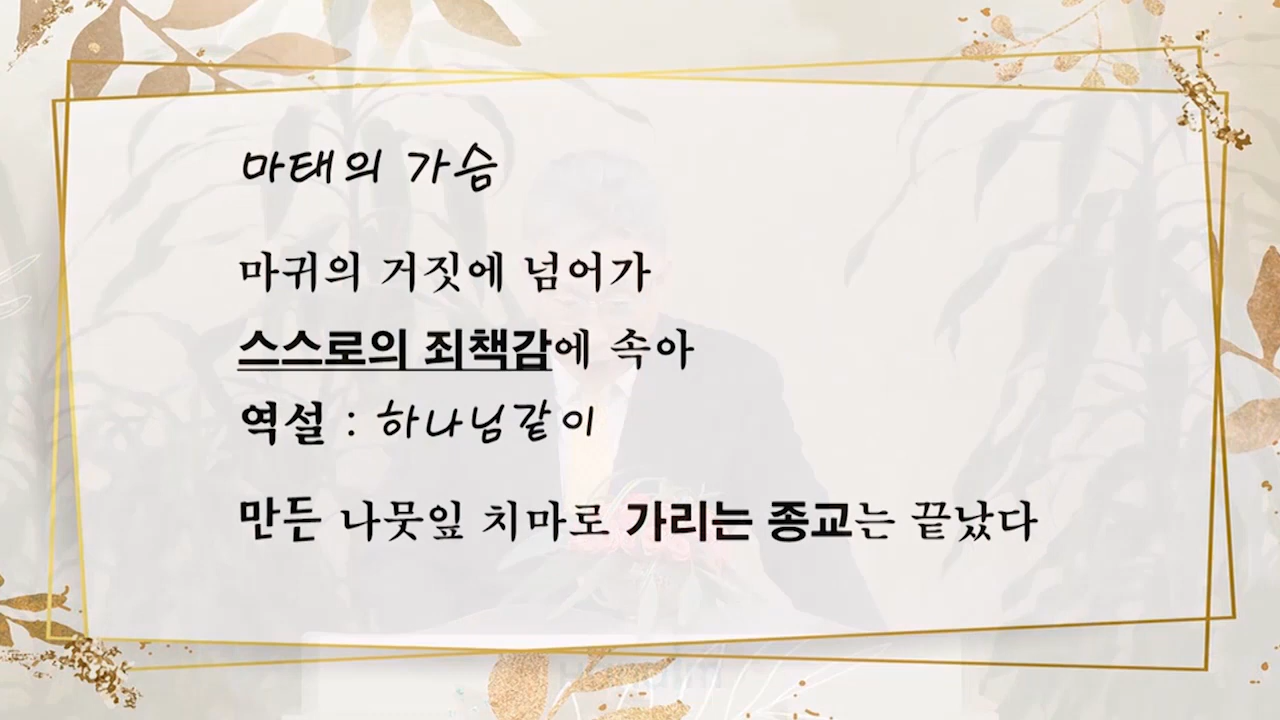 마태의 가슴
마귀의 거짓에 넘어가
스스로의 죄책감에 속아
역설 : 하나님같이
만든 나뭇잎 치마로 가리는 종교는 끝났다